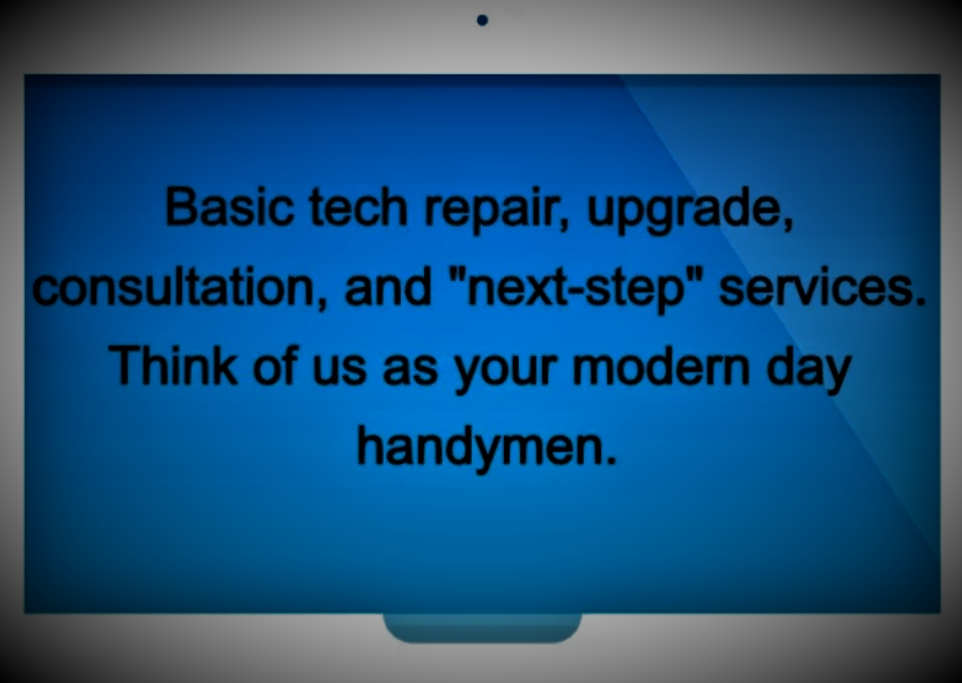 Basic tech repair, upgrade,
consultation, and "next-step" services.
Think of us as your modern day
handymen.